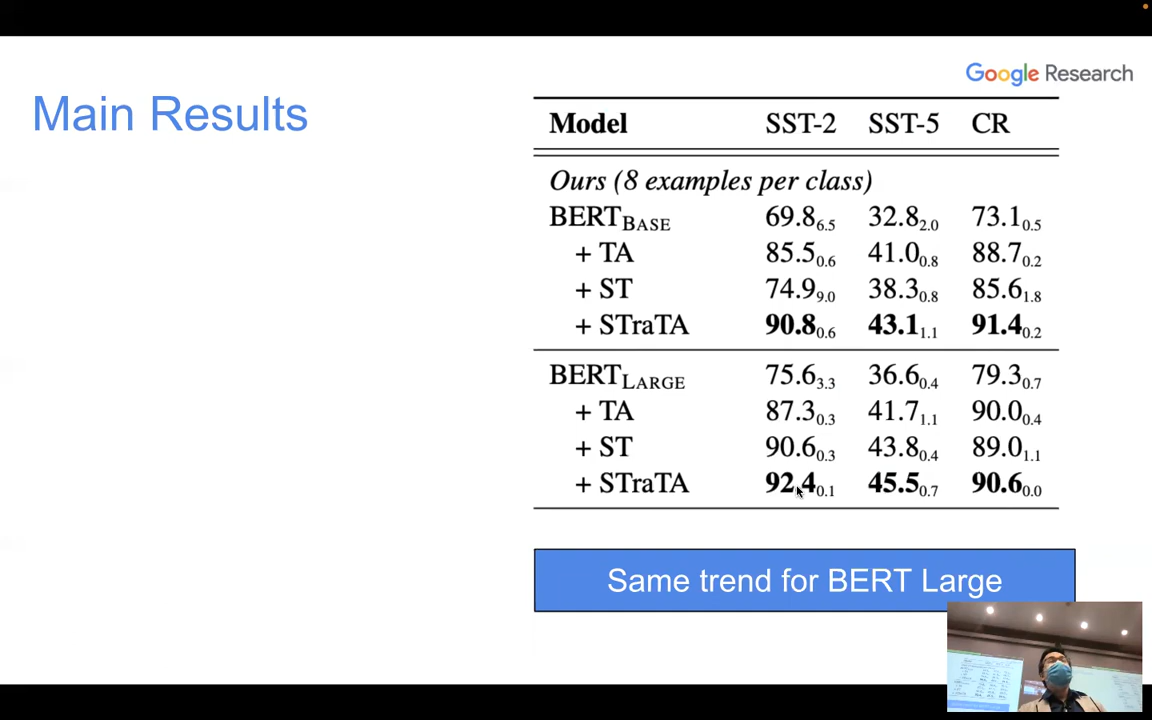 Google Research
Main Results
Model SST-2 SST-5 CR
Ours (8 examples per class)
BERTBASE 69.86.5 32.82.0 73.10.5
+ TA 85.50.6 41.00.8 88.70.2
+ ST 74.99.0 38.30.8 85.61.8
+ STraTA 90.80.6 43.11.1 91.40.2
BERTLARGE 75.63.3 36.60.4 79.30.7
+ TA 87.30.3 41.71.1 90.00.4
+ ST 90.60.3 43.80.4 89.01.1
+ STraTA 92.40.1 45.50.7 90.60.0
Same trend for BERT Large